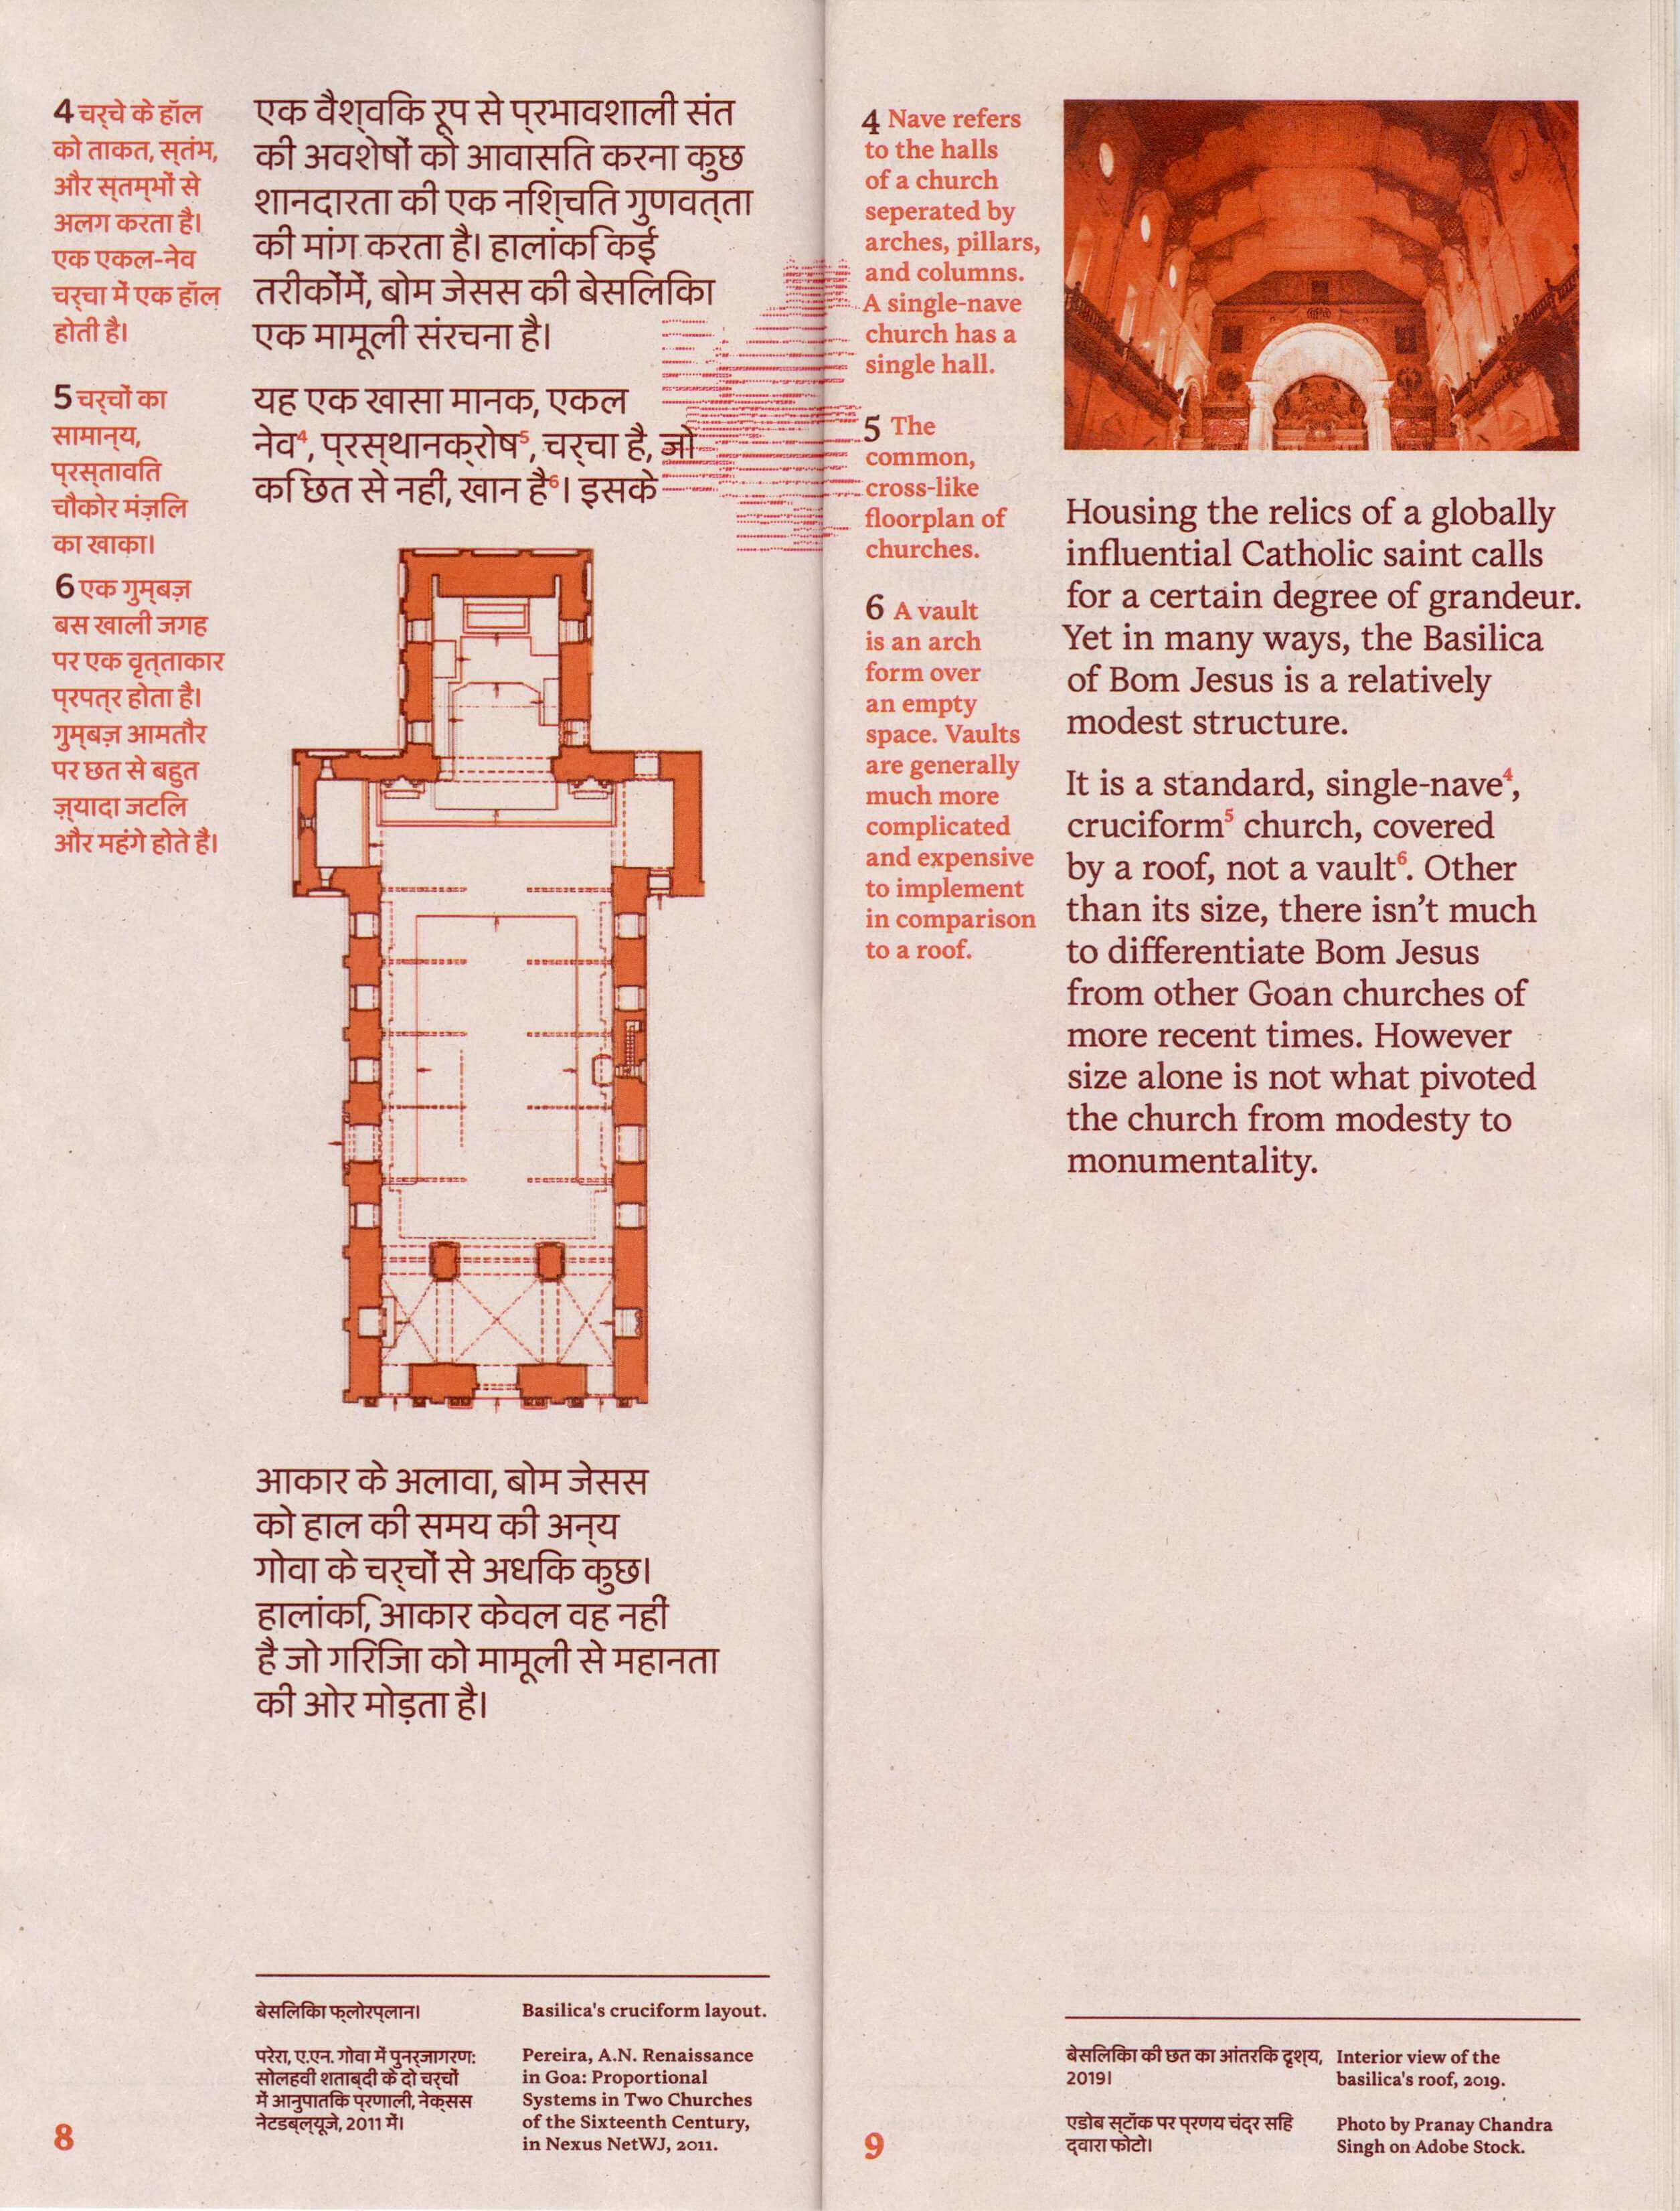 4 चर्चे के हॉल
को ताकत, स्तंभ,
और स्तम्भों से
अलग करता है।
एक एकल-नेव
चर्चा में एक हॉल
होती है।
5 चर्चों का
सामान्य,
प्रस्तावति
चौकोर मंज़लि
का खाका।
6 एक गुम्बज़
बस खाली जगह
पर एक वृत्ताकार
प्रपत्र होता है।
गुम्बज़ आमतौर
पर छत से बहुत
ज़्यादा जटलि
और महंगे होते है।
एक वैश्वकि रूप से प्रभावशाली संत
की अवशेषों को आवासति करना कुछ
शानदारता की एक नश्चिति गुणवत्ता
की मांग करता है। हालांकि कई
तरीकोंमें, बोम जेसस की बेसलिकिा
एक मामूली संरचना है।
यह एक खासा मानक, एकल
नेव⁴, प्रस्थानक्रोष⁵, चर्चा है, जो
कि छत से नही, खान है⁶। इसके
आकार के अलावा, बोम जेसस
को हाल की समय की अन्य
गोवा के चर्चों से अधकि कुछ।
हालांकि, आकार केवल वह नहीं
है जो गरिजिा को मामूली से महानता
की ओर मोड़ता है।
बेसलिकिा फ्लोरप्लान।
परेरा, ए.एन. गोवा में पुनर्जागरण:
सोलहवी शताब्दी के दो चर्चों
में आनुपातकि प्रणाली, नेक्सस
नेटडब्ल्यूजे, 2011 में।
Basilica's cruciform layout.
Pereira, A.N. Renaissance
in Goa: Proportional
Systems in Two Churches
of the Sixteenth Century,
in Nexus NetWJ, 2011.
8
4 Nave refers
to the halls
of a church
seperated by
arches, pillars,
and columns.
A single-nave
church has a
single hall.
5 The
common,
cross-like
floorplan of
churches.
6 A vault
is an arch
form over
an empty
space. Vaults
are generally
much more
complicated
and expensive
to implement
in comparison
to a roof.
Housing the relics of a globally
influential Catholic saint calls
for a certain degree of grandeur.
Yet in many ways, the Basilica
of Bom Jesus is a relatively
modest structure.
It is a standard, single-nave⁴,
cruciform⁵ church, covered
by a roof, not a vault⁶. Other
than its size, there isn’t much
to differentiate Bom Jesus
from other Goan churches of
more recent times. However
size alone is not what pivoted
the church from modesty to
monumentality.
बेसलिकिा की छत का आंतरकि दृश्य,
2019।
एडोब स्टॉक पर प्रणय चंद्र सहि
द्वारा फोटो।
Interior view of the
basilica's roof, 2019.
Photo by Pranay Chandra
Singh on Adobe Stock.
9